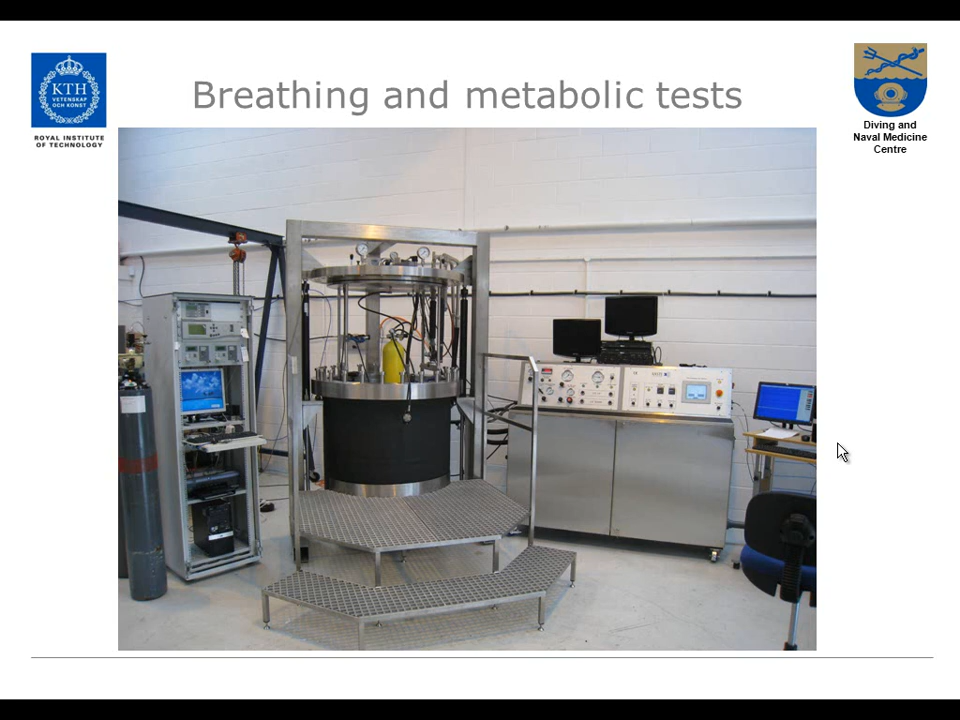 Breathing and metabolic tests
KTH
VETENSKAP
OCH KONST
ROYAL INSTITUTE
OF TECHNOLOGY
Diving and
Naval Medicine
Centre